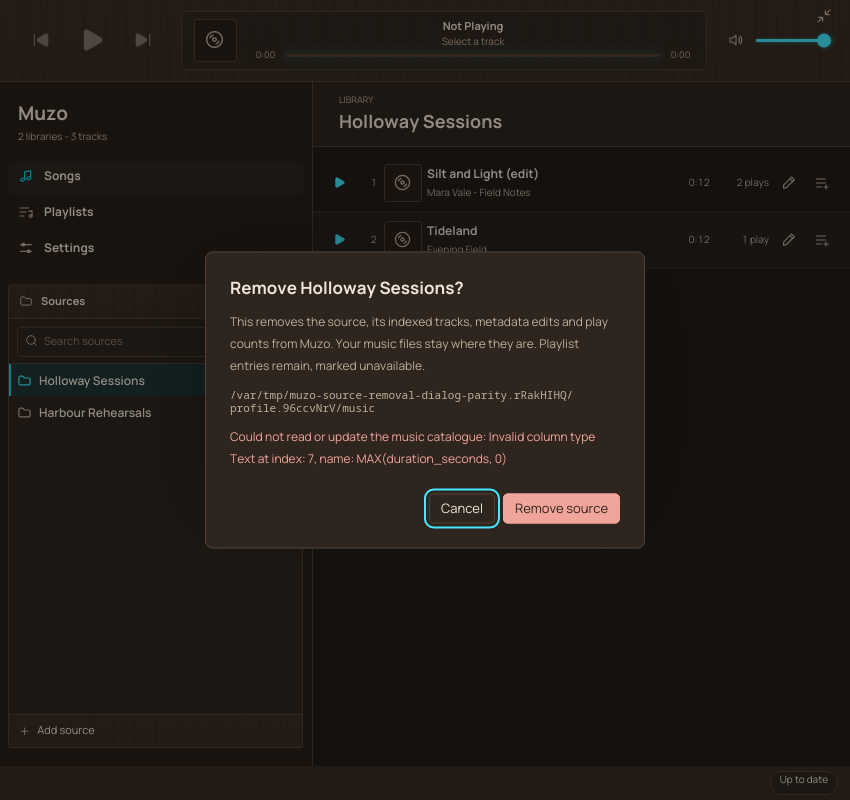 Not Playing
Select a track
0:00
0:00
Muzo
2 libraries - 3 tracks
Songs
Playlists
Settings
Sources
Search sources
Holloway Sessions
Harbour Rehearsals
Add source
LIBRARY
Holloway Sessions
1
Silt and Light (edit)
Mara Vale - Field Notes
0:12
2 plays
2
Tideland
Evening Field
0:12
1 play
Remove Holloway Sessions?
This removes the source, its indexed tracks, metadata edits and play
counts from Muzo. Your music files stay where they are. Playlist
entries remain, marked unavailable.
/var/tmp/muzo-source-removal-dialog-parity.rRakHIHQ/
profile.96ccvNrV/music
Could not read or update the music catalogue: Invalid column type
Text at index: 7, name: MAX(duration_seconds, 0)
Cancel
Remove source
Up to date